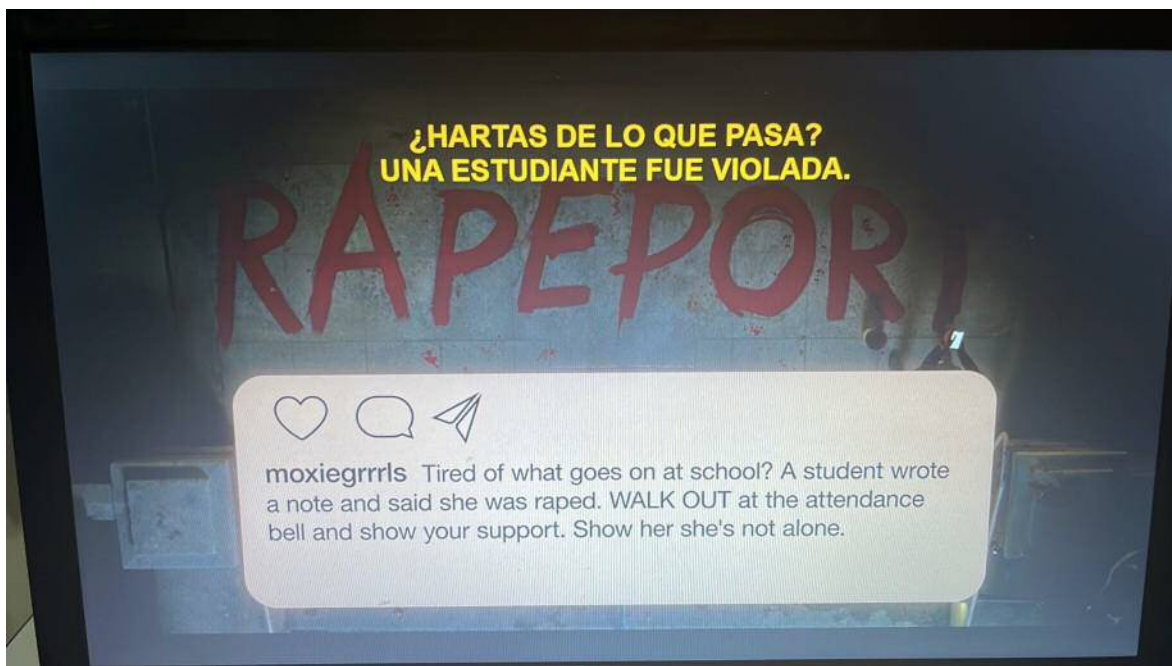 ¿HARTAS DE LO QUE PASA?
UNA ESTUDIANTE FUE VIOLADA.
RAPEPORT
moxiegrrrls Tired of what goes on at school? A student wrote
a note and said she was raped. WALK OUT at the attendance
bell and show your support. Show her she's not alone.